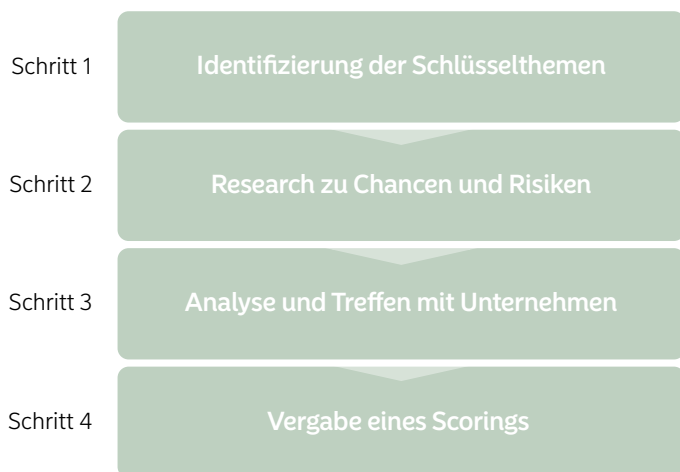 Schritt 1
Identifizierung der Schlüsselthemen
Schritt 2
Research zu Chancen und Risiken
Schritt 3
Analyse und Treffen mit Unternehmen
Schritt 4
Vergabe eines Scorings